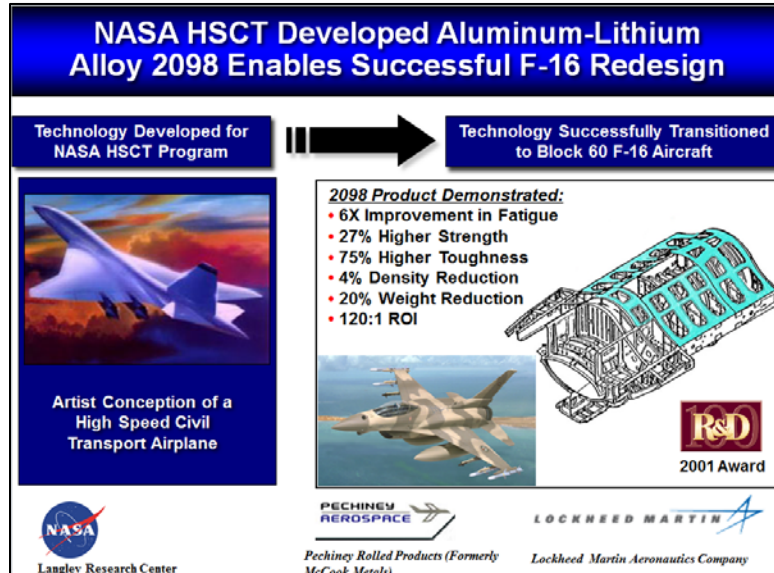 NASA HSCT Developed Aluminum-Lithium
Alloy 2098 Enables Successful F-16 Redesign
Technology Developed for
NASA HSCT Program
Technology Successfully Transitioned
to Block 60 F-16 Aircraft
2098 Product Demonstrated:
• 6X Improvement in Fatigue
• 27% Higher Strength
• 75% Higher Toughness
• 4% Density Reduction
• 20% Weight Reduction
• 120:1 ROI
Artist Conception of a
High Speed Civil
Transport Airplane
R&D
100
2001 Award
NASA
Langley Research Center
PECHINEY
AEROSPACE
Pechiney Rolled Products (Formerly
McCook Metals)
LOCKHEED MARTIN
Lockheed Martin Aeronautics Company